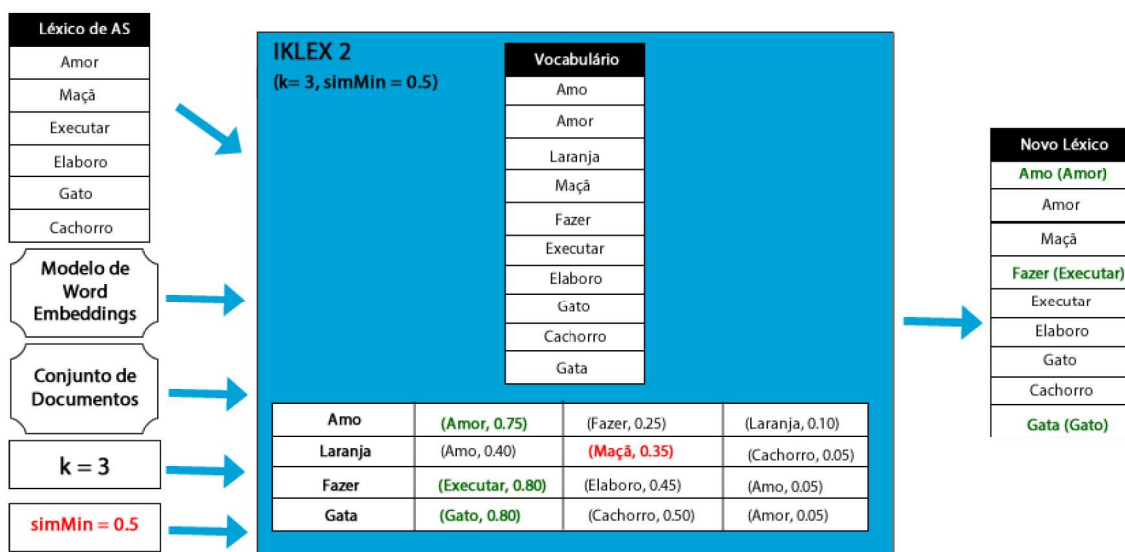 Léxico de AS
Amor
Maçã
Executar
Elaboro
Gato
Cachorro
Modelo de
Word
Embeddings
Conjunto de
Documentos
k = 3
simMin = 0.5
IKLEX 2
(k= 3, simMin = 0.5)
Vocabulário
Amo
Amor
Laranja
Maçã
Fazer
Executar
Elaboro
Gato
Cachorro
Gata
Amo (Amor, 0.75) (Fazer, 0.25) (Laranja, 0.10)
Laranja (Amo, 0.40) (Maçã, 0.35) (Cachorro, 0.05)
Fazer (Executar, 0.80) (Elaboro, 0.45) (Amo, 0.05)
Gata (Gato, 0.80) (Cachorro, 0.50) (Amor, 0.05)
Novo Léxico
Amo (Amor)
Amor
Maçã
Fazer (Executar)
Executar
Elaboro
Gato
Cachorro
Gata (Gato)